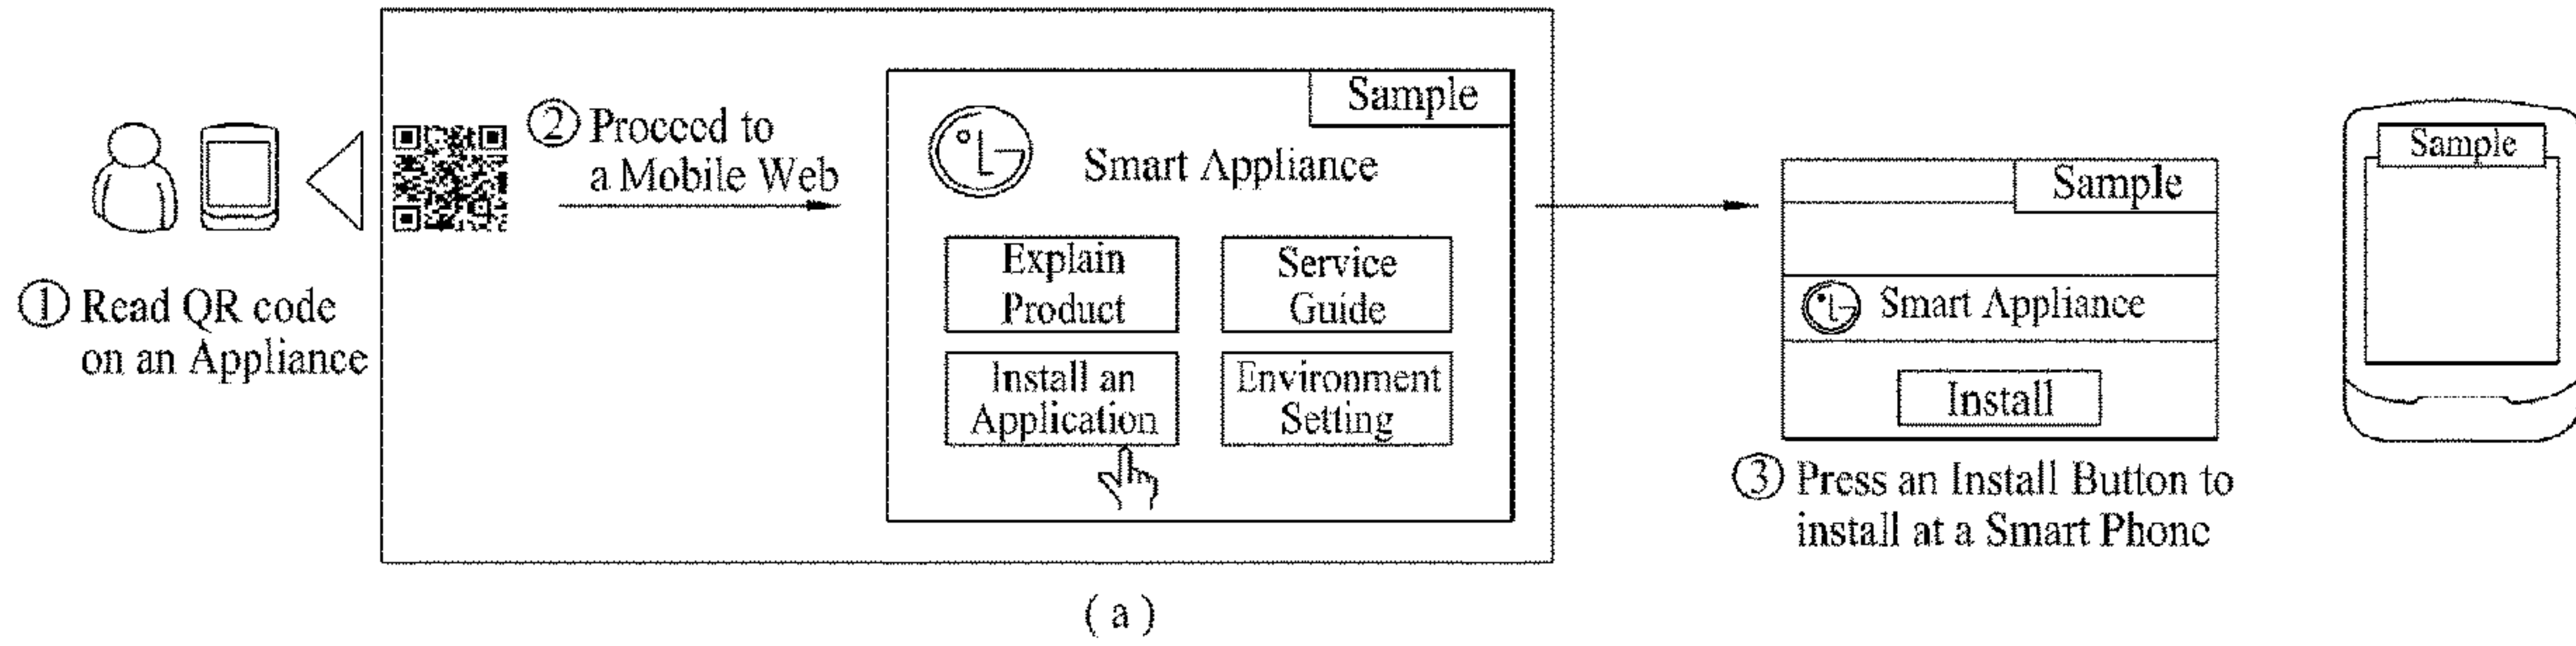 ① Read QR code
on an Appliance
② Proceed to
a Mobile Web
Sample
LG
Smart Appliance
Explain
Product
Service
Guide
Install an
Application
Environment
Setting
Sample
LG
Smart Appliance
Install
③ Press an Install Button to
install at a Smart Phone
Sample
( a )